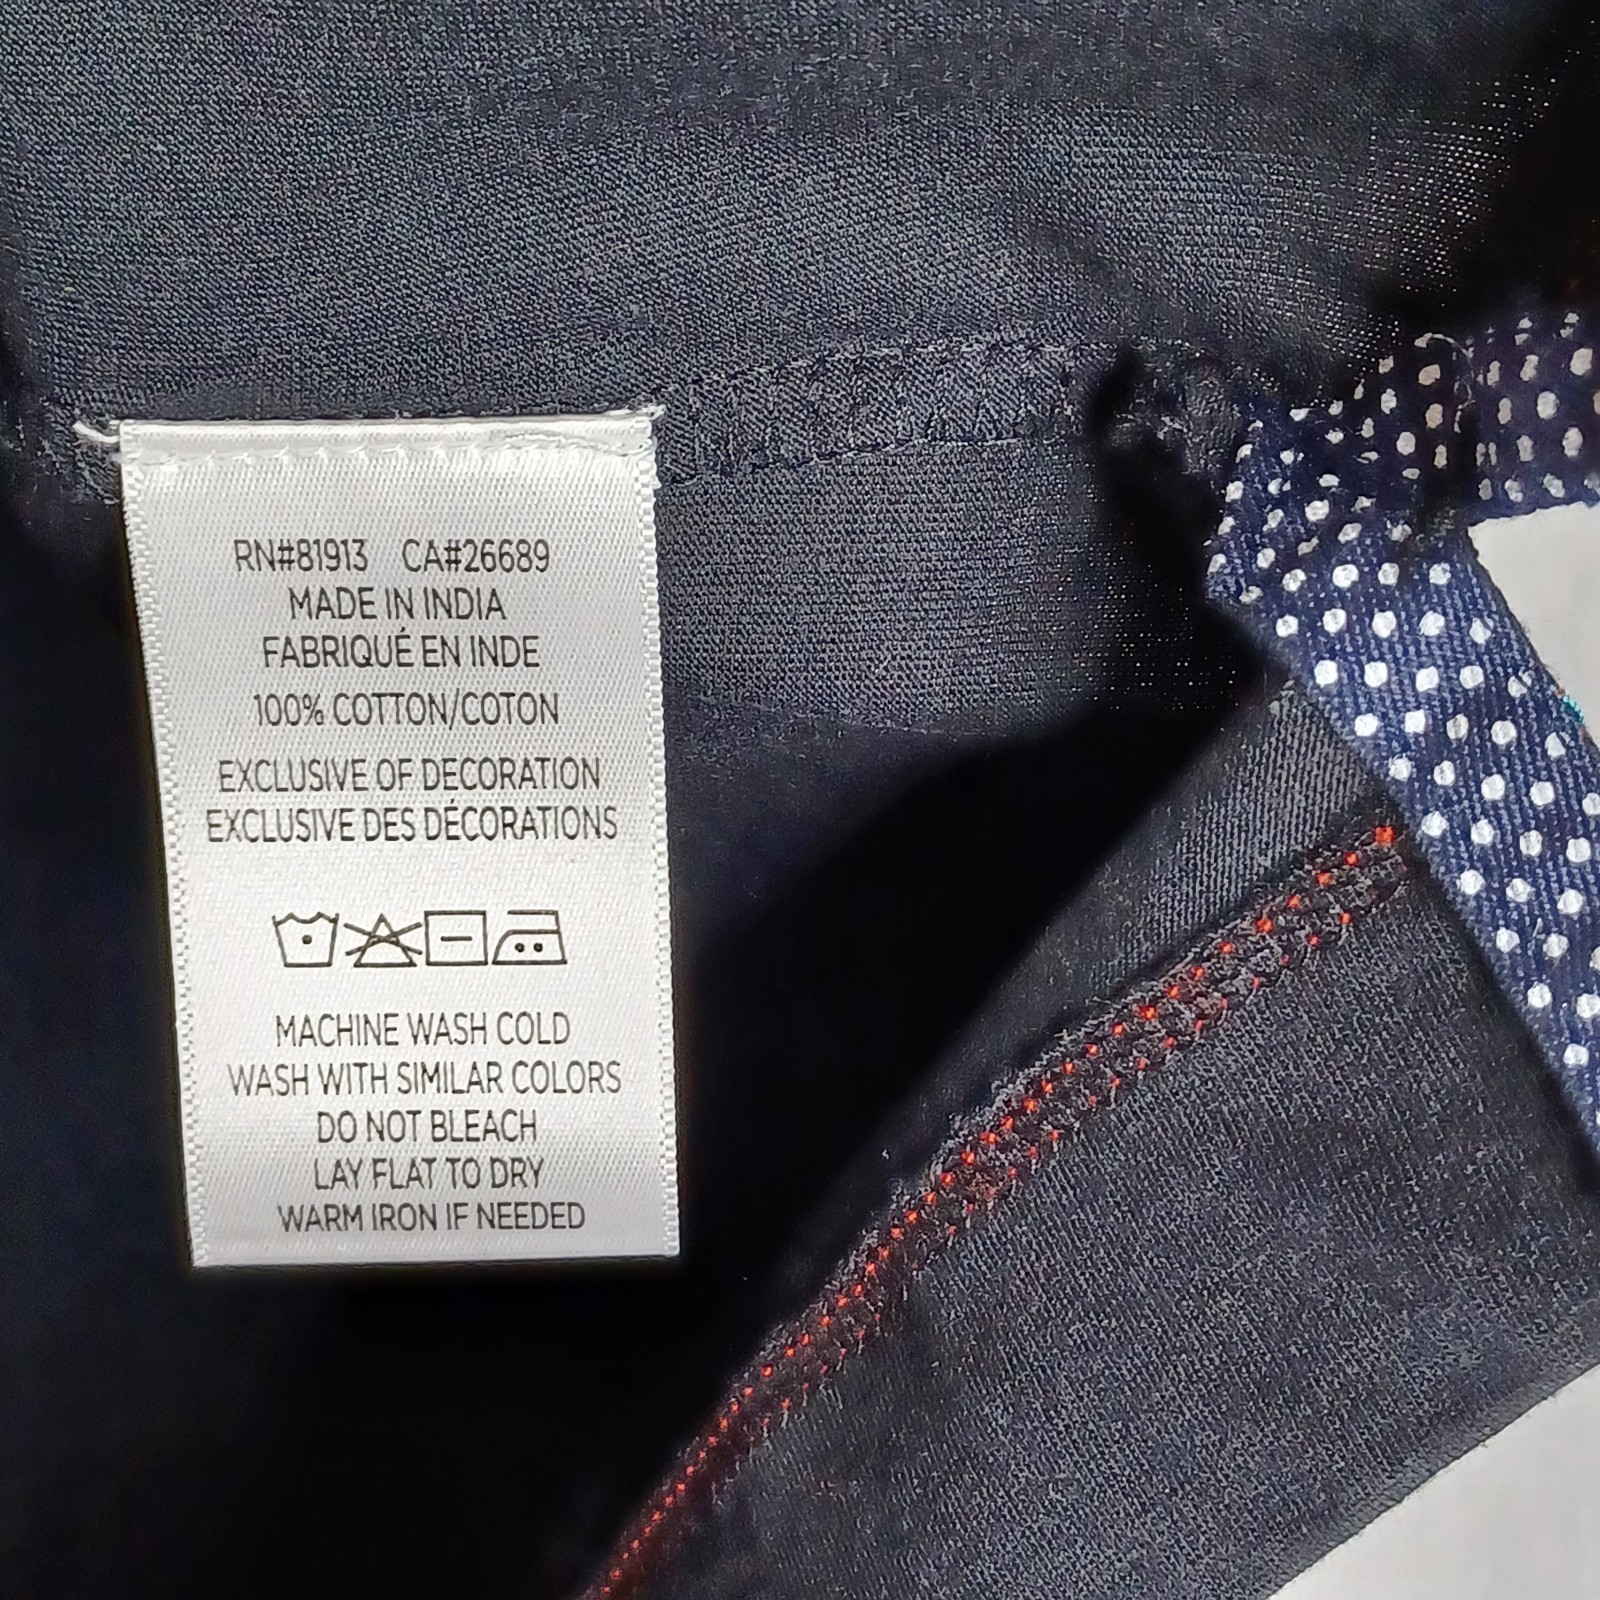 RN#81913 CA#26689
MADE IN INDIA
FABRIQUÉ EN INDE
100% COTTON/COTON
EXCLUSIVE OF DECORATION
EXCLUSIVE DES DÉCORATIONS
MACHINE WASH COLD
WASH WITH SIMILAR COLORS
DO NOT BLEACH
LAY FLAT TO DRY
WARM IRON IF NEEDED